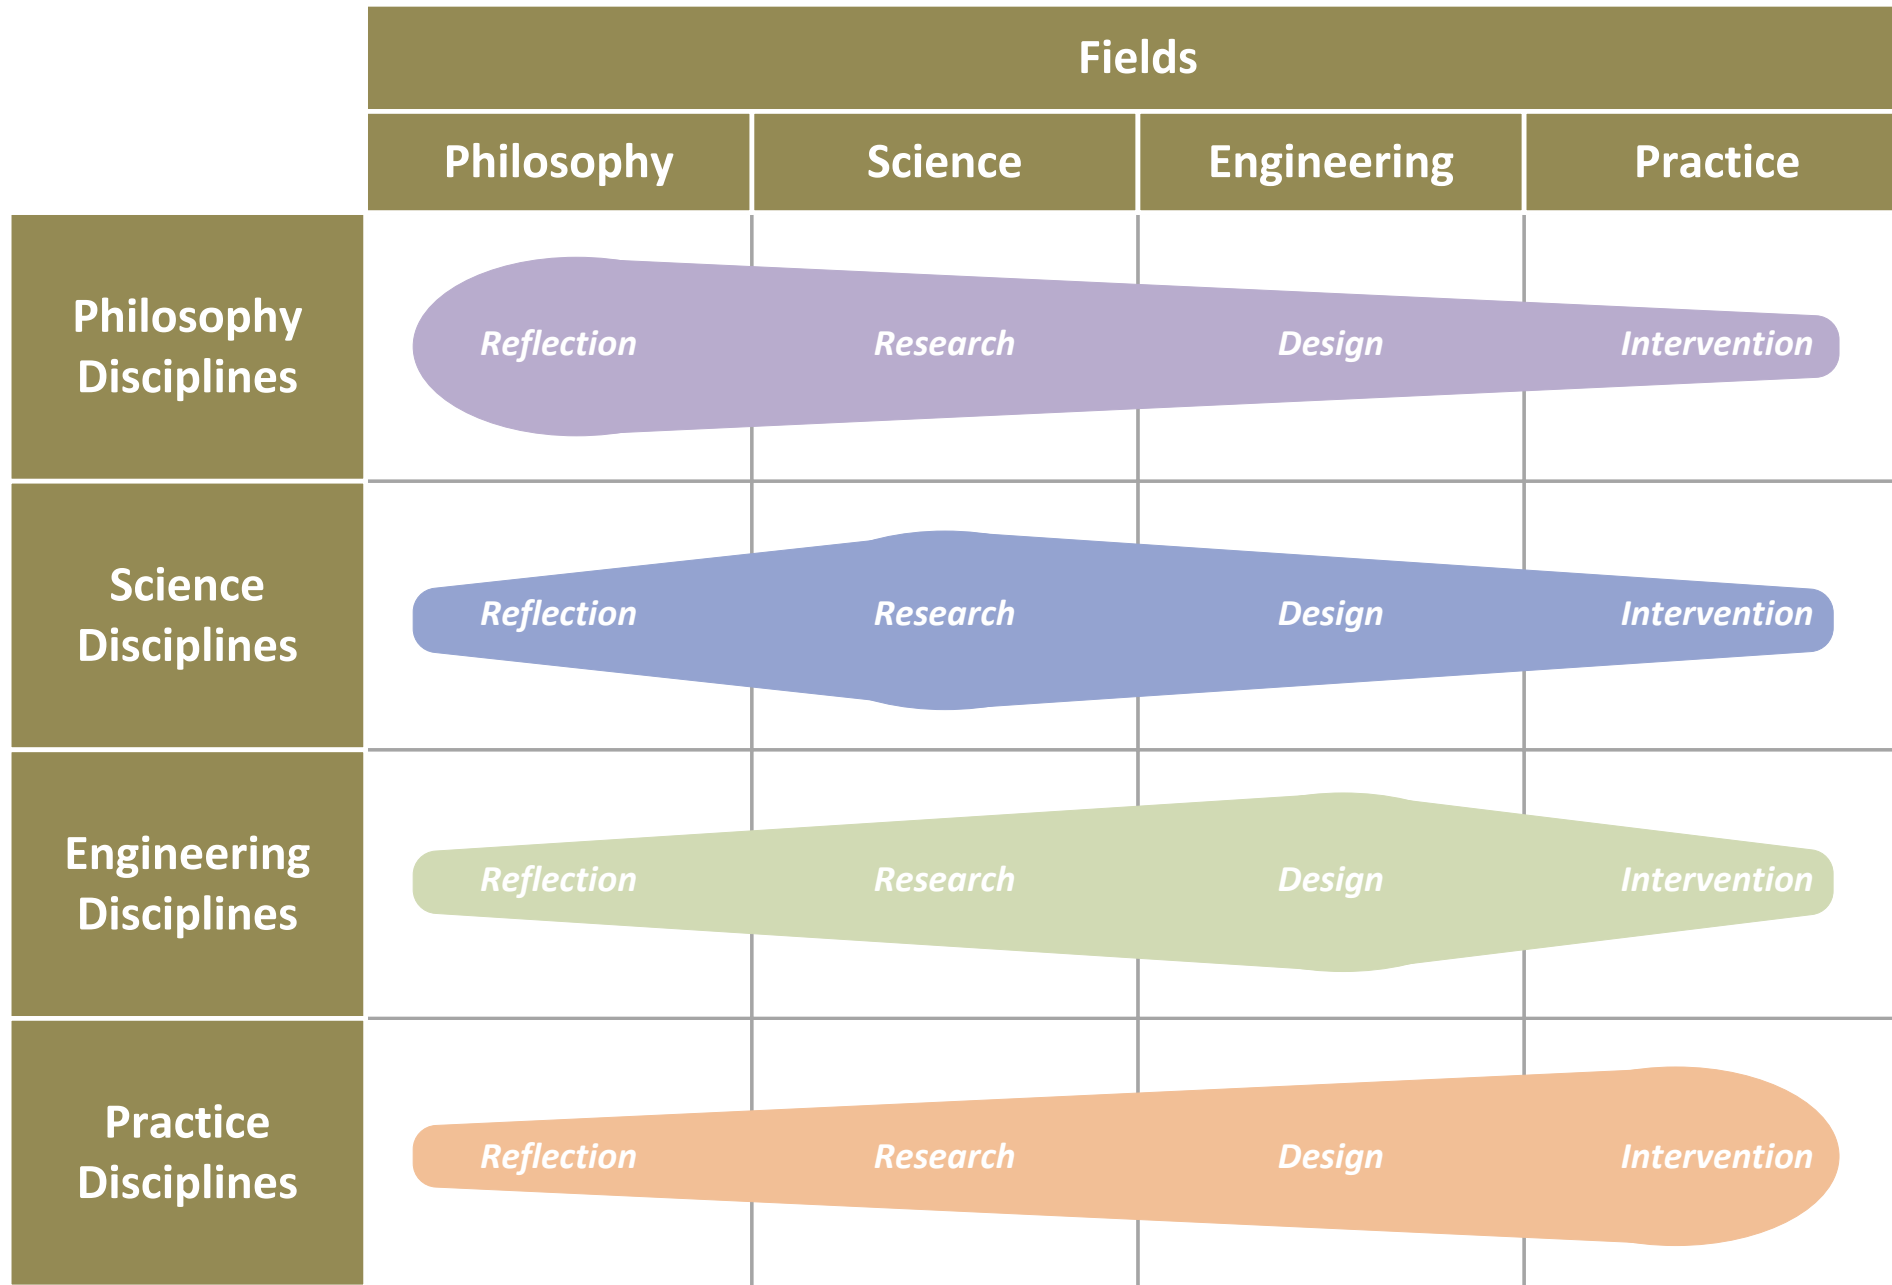 Fields
Philosophy Science Engineering Practice
Philosophy
Disciplines
Reflection Research Design Intervention
Science
Disciplines
Reflection Research Design Intervention
Engineering
Disciplines
Reflection Research Design Intervention
Practice
Disciplines
Reflection Research Design Intervention